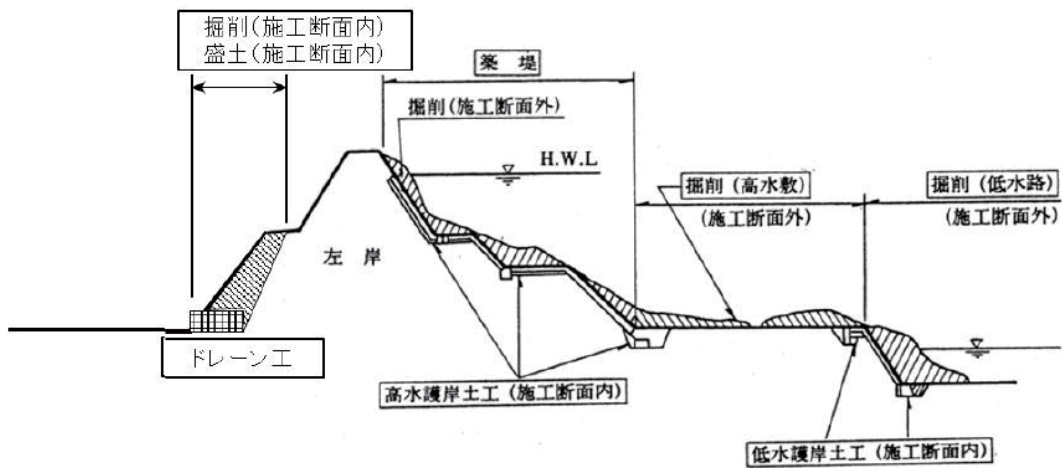 掘削(施工断面内)
盛土(施工断面内)
築 堤
掘削(施工断面外)
H.W.L
掘削(高水敷)
(施工断面外)
掘削(低水路)
(施工断面外)
左 岸
ドレーン工
高水護岸土工(施工断面内)
低水護岸土工(施工断面内)